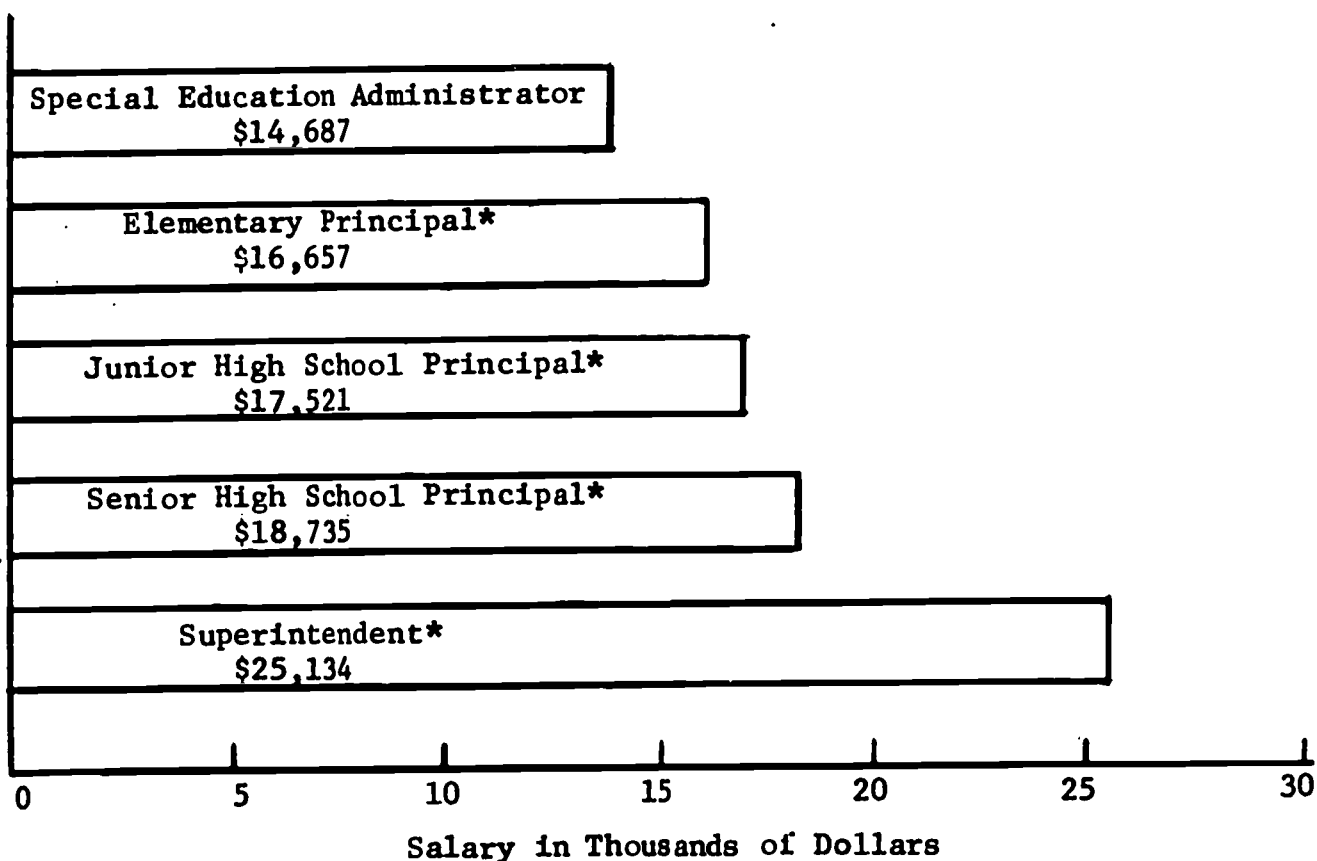 Special Education Administrator
$14,687
Elementary Principal*
$16,657
Junior High School Principal*
$17,521
Senior High School Principal*
$18,735
Superintendent*
$25,134
0 5 10 15 20 25 30
Salary in Thousands of Dollars